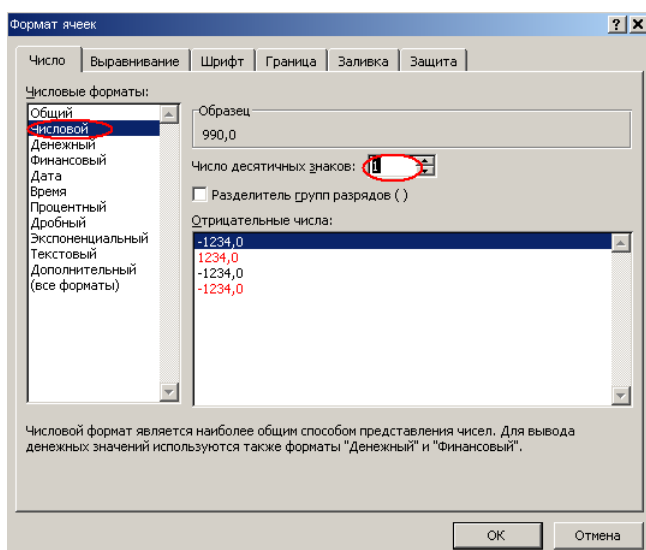 Формат ячеек
Число Выравнивание Шрифт Граница Заливка Защита
Числовые форматы:
Общий
Числовой
Денежный
Финансовый
Дата
Время
Процентный
Дробный
Экспоненциальный
Текстовый
Дополнительный
(все форматы)
Образец
990,0
Число десятичных знаков: 1
Разделитель групп разрядов ( )
Отрицательные числа:
-1234,0
1234,0
-1234,0
-1234,0
Числовой формат является наиболее общим способом представления чисел. Для вывода
денежных значений используются также форматы "Денежный" и "Финансовый".
ОК Отмена